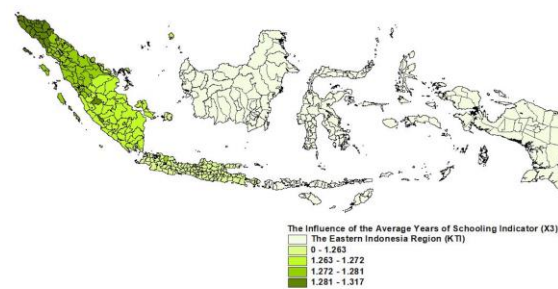 The Influence of the Average Years of Schooling Indicator (X3)
The Eastern Indonesia Region (KTI)
0 - 1.263
1.263 - 1.272
1.272 - 1.281
1.281 - 1.317